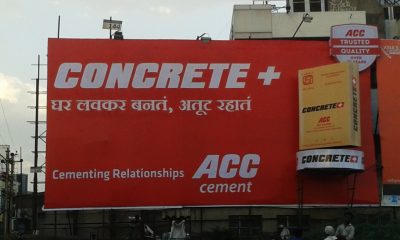 CONCRETE +
घर लवकर बनतं, अतूट रहातं
Cementing Relationships
ACC
cement
ACC
TRUSTED
QUALITY
CONCRETE+
ACC
CONCRETE+